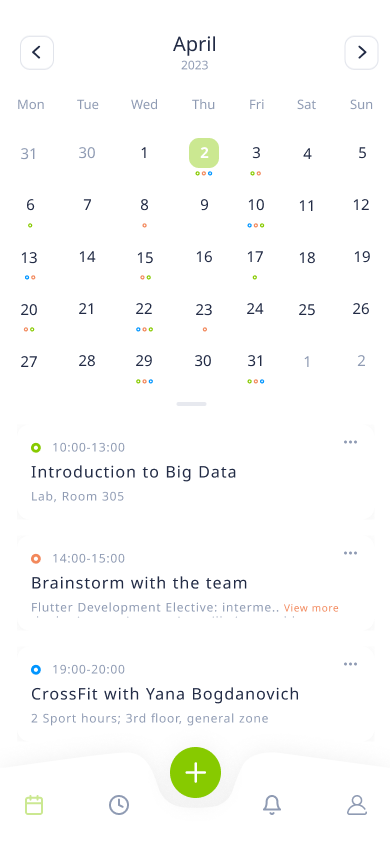 April
2023
Mon Tue Wed Thu Fri Sat Sun
31 30 1 2 3 4 5
6 7 8 9 10 11 12
13 14 15 16 17 18 19
20 21 22 23 24 25 26
27 28 29 30 31 1 2
10:00-13:00
Introduction to Big Data
Lab, Room 305
14:00-15:00
Brainstorm with the team
Flutter Development Elective: interme.. View more
19:00-20:00
CrossFit with Yana Bogdanovich
2 Sport hours; 3rd floor, general zone